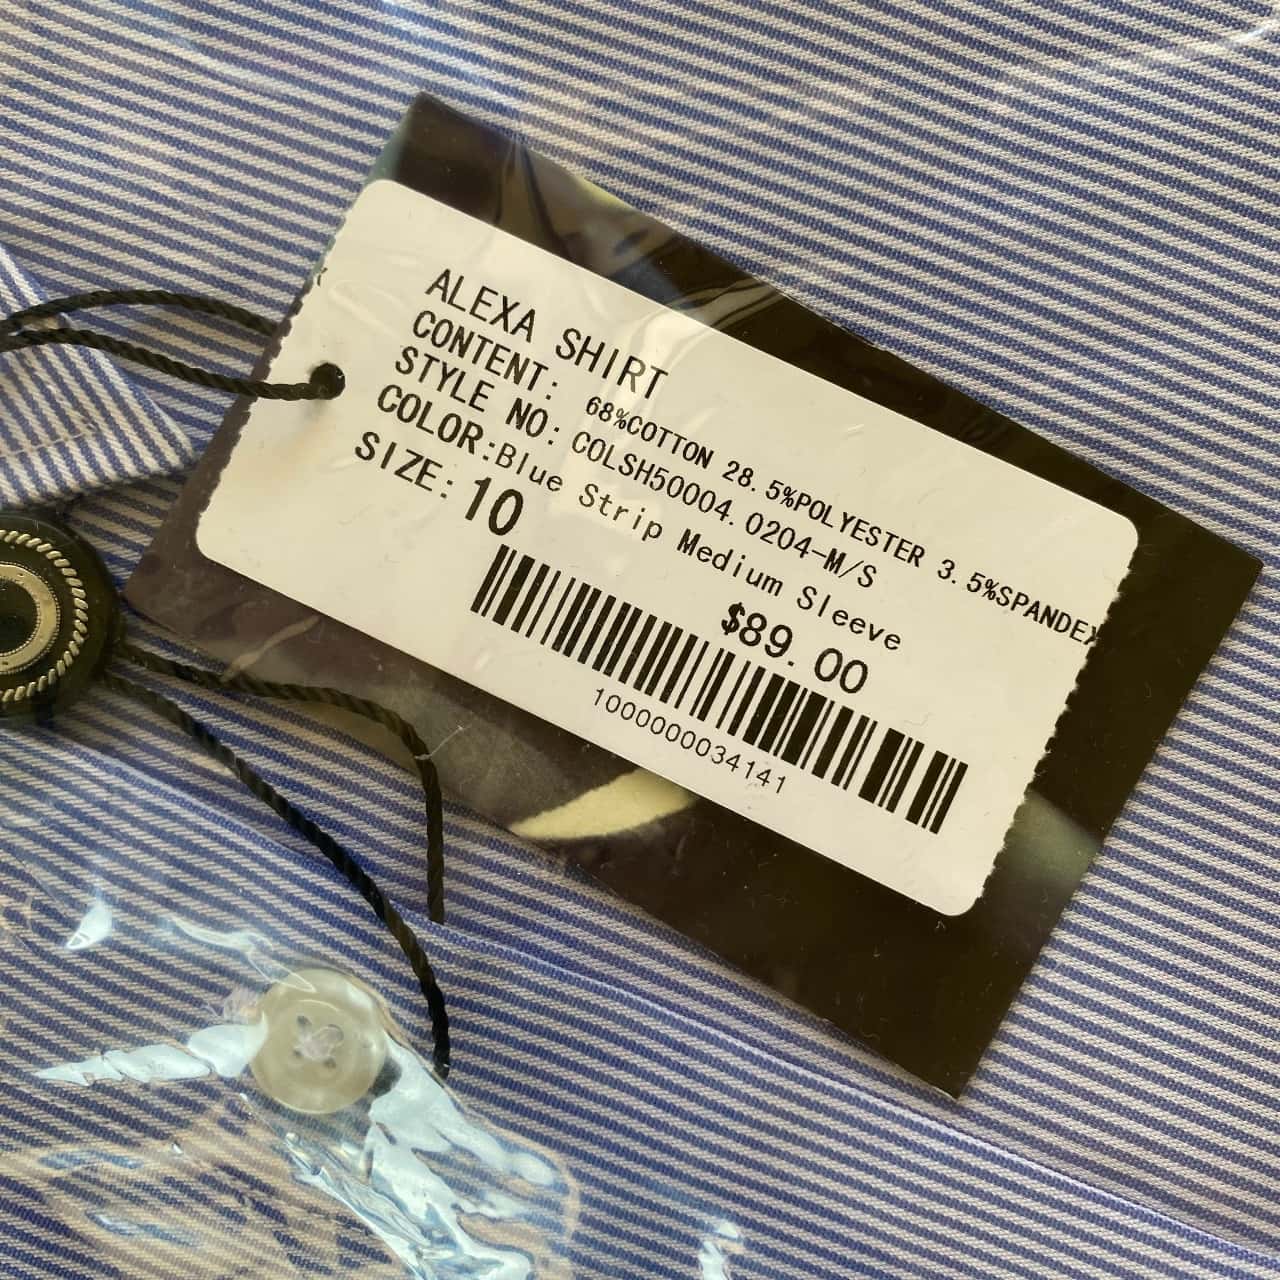 ALEXA SHIRT
CONTENT: 68%COTTON 28.5%POLYESTER 3.5%SPANDEX
STYLE NO: COLSH50004.0204-M/S
COLOR:Blue Strip Medium Sleeve
SIZE: 10
$89.00
1000000034141